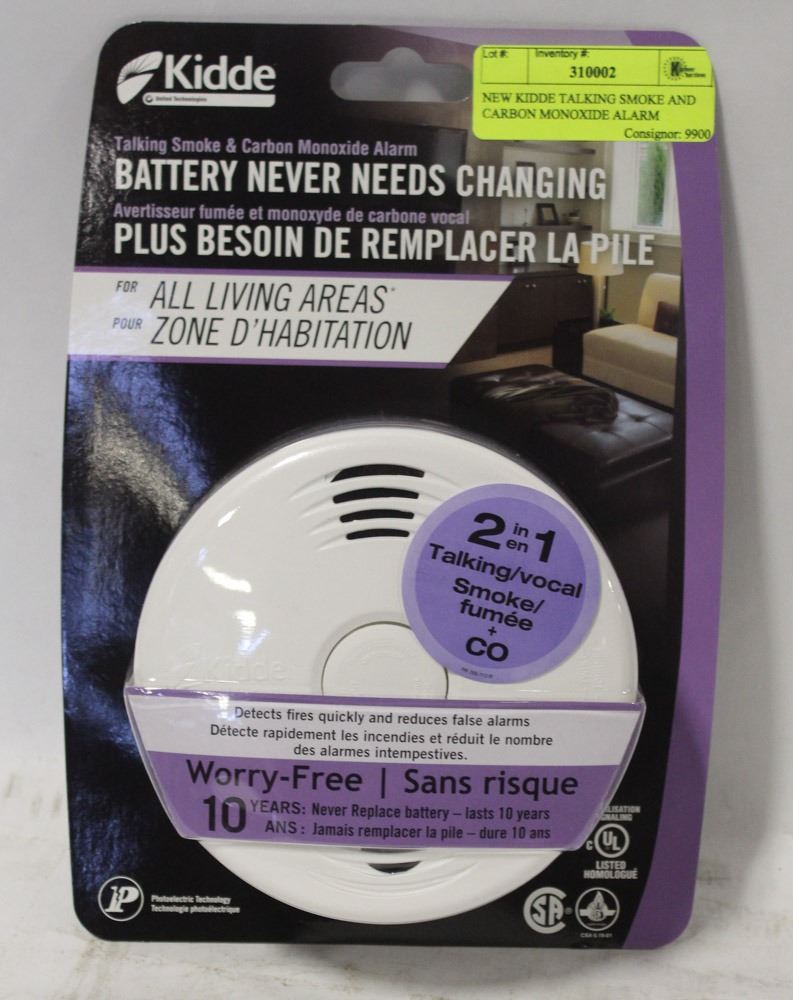 Kidde
United Technologies
Lot #: Inventory #:
310002
NEW KIDDE TALKING SMOKE AND
CARBON MONOXIDE ALARM
Consignor: 9900
Talking Smoke & Carbon Monoxide Alarm
BATTERY NEVER NEEDS CHANGING
Avertisseur fumée et monoxyde de carbone vocal
PLUS BESOIN DE REMPLACER LA PILE
FOR ALL LIVING AREAS*
POUR ZONE D'HABITATION
2 in en 1
Talking/vocal
Smoke/
fumée
+
CO
Kidde
Detects fires quickly and reduces false alarms
Détecte rapidement les incendies et réduit le nombre
des alarmes intempestives.
Worry-Free | Sans risque
10 YEARS: Never Replace battery – lasts 10 years
ANS : Jamais remplacer la pile – dure 10 ans
C UL
LISTED
HOMOLOGUÉ
P
Photoelectric Technology
Technologie photoélectrique
SA
CSA 6.19-01